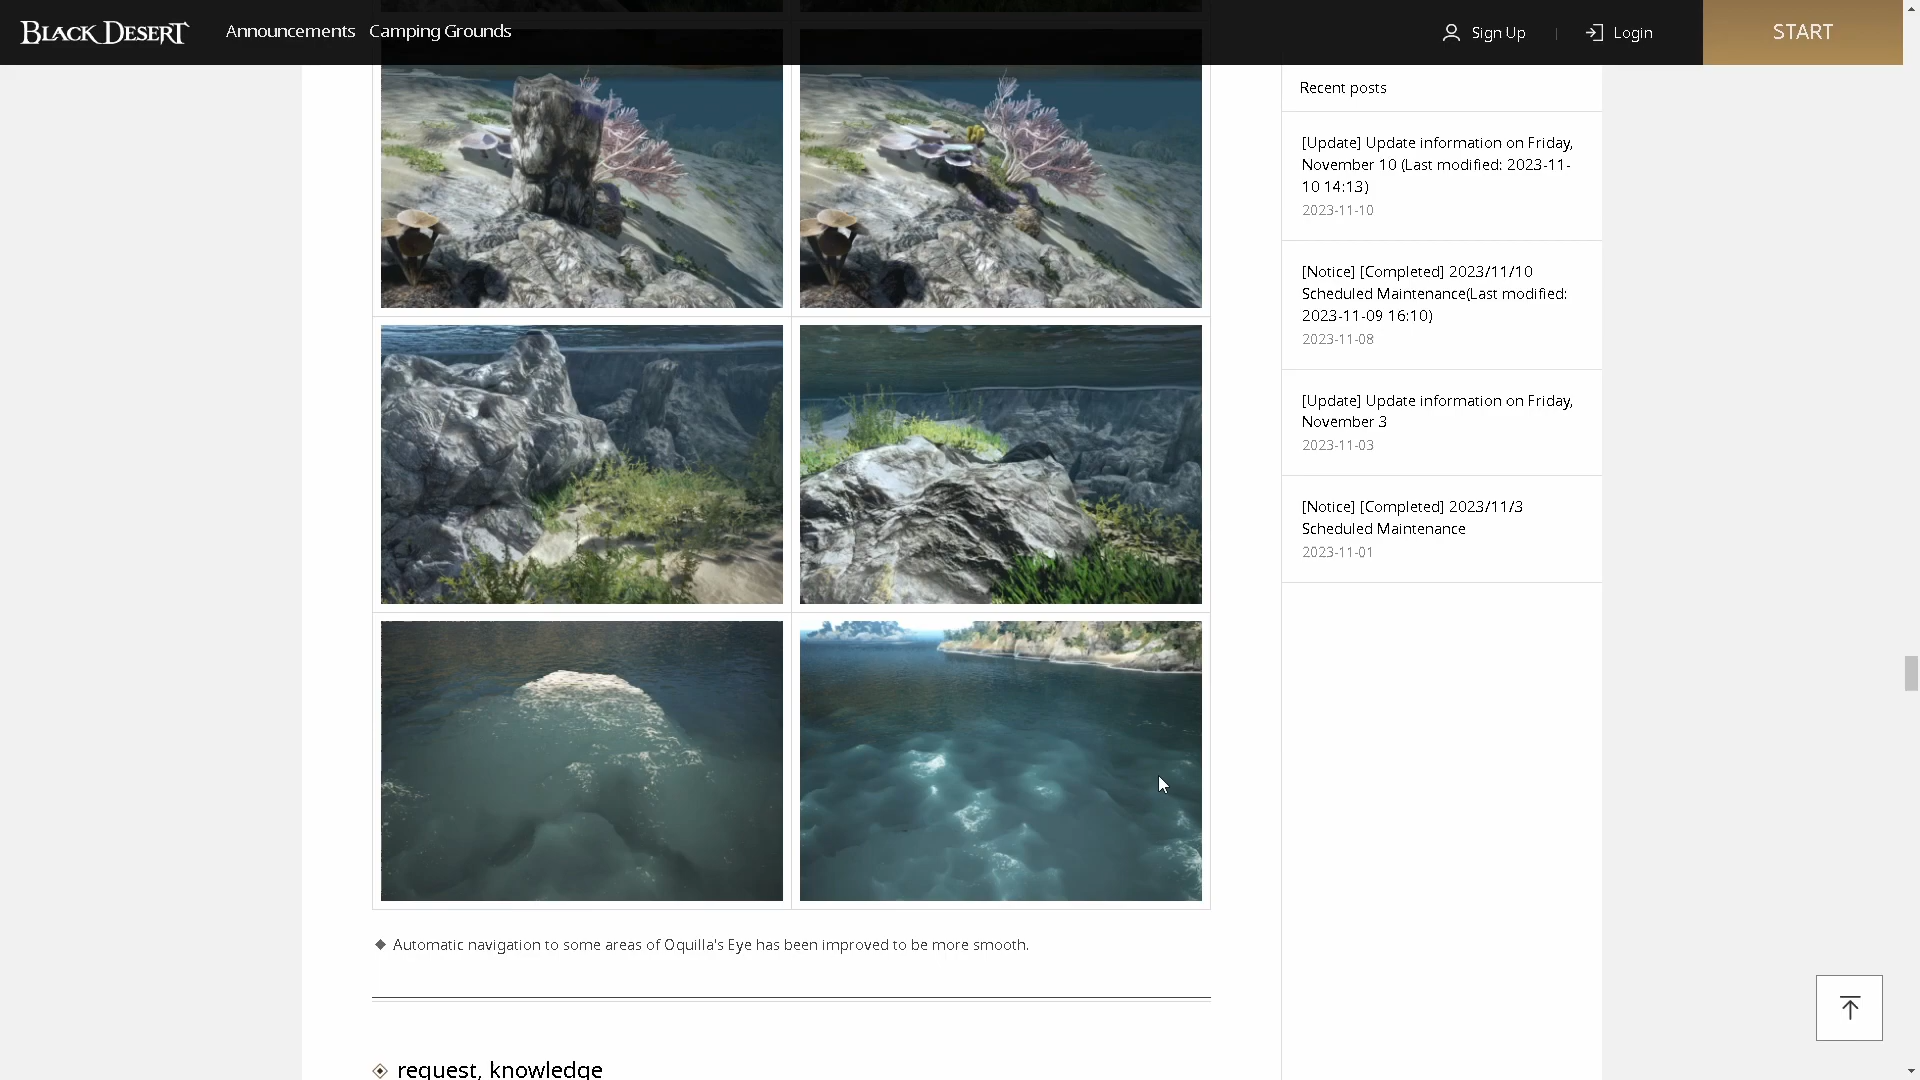 BLACK DESERT
Announcements
Camping Grounds
Sign Up
Login
START
Recent posts
[Update] Update information on Friday,
November 10 (Last modified: 2023-11-
10 14:13)
2023-11-10
[Notice] [Completed] 2023/11/10
Scheduled Maintenance(Last modified:
2023-11-09 16:10)
2023-11-08
[Update] Update information on Friday,
November 3
2023-11-03
[Notice] [Completed] 2023/11/3
Scheduled Maintenance
2023-11-01
Automatic navigation to some areas of Oquilla's Eye has been improved to be more smooth.
request, knowledge